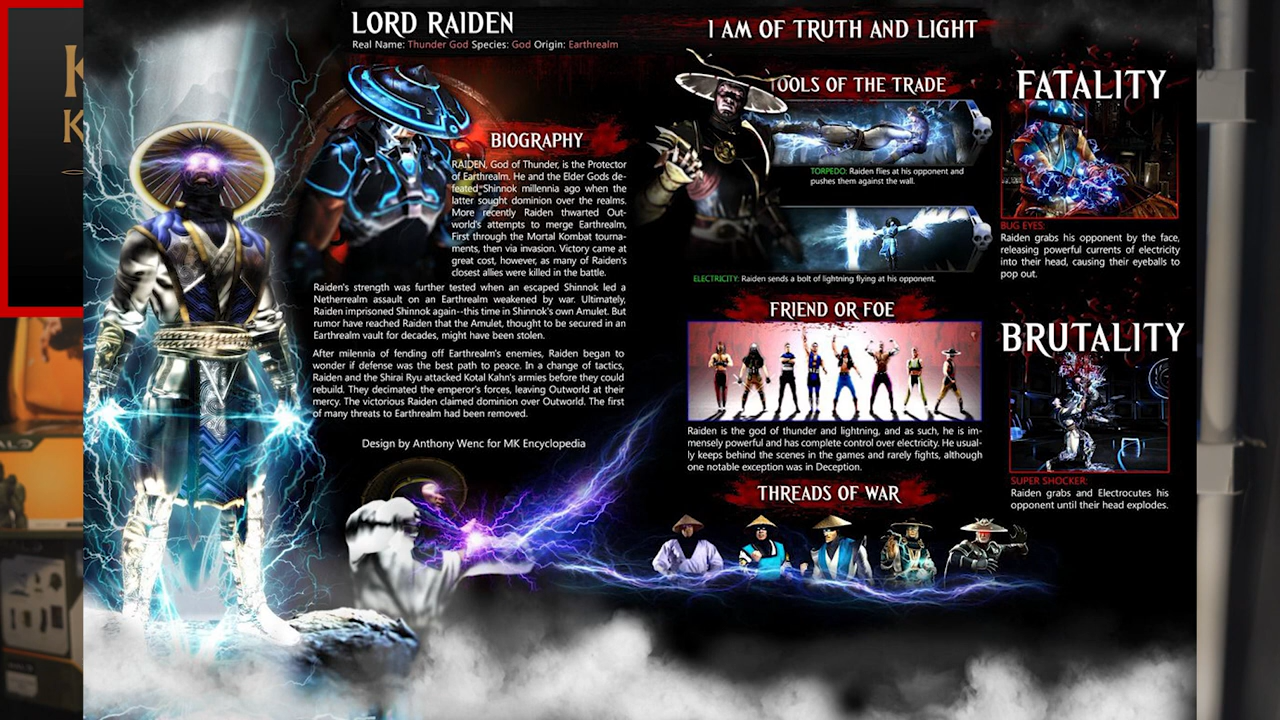 LORD RAIDEN
Real Name: Thunder God Species: God Origin: Earthrealm
BIOGRAPHY
RAIDEN, God of Thunder, is the Protector
of Earthrealm. He and the Elder Gods de-
feated Shinnok millennia ago when the
latter sought dominion over the realms.
More recently Raiden thwarted Out-
world's attempts to merge Earthrealm,
First through the Mortal Kombat tourna-
ments, then via invasion. Victory came at
great cost, however, as many of Raiden's
closest allies were killed in the battle.
Raiden's strength was further tested when an escaped Shinnok led a
Netherrealm assault on an Earthrealm weakened by war. Ultimately,
Raiden imprisoned Shinnok again--this time in Shinnok's own Amulet. But
rumor have reached Raiden that the Amulet, thought to be secured in an
Earthrealm vault for decades, might have been stolen.
After milennia of fending off Earthrealm's enemies, Raiden began to
wonder if defense was the best path to peace. In a change of tactics,
Raiden and the Shirai Ryu attacked Kotal Kahn's armies before they could
rebuild. They decimated the emperor's forces, leaving Outworld at their
mercy. The victorious Raiden claimed dominion over Outworld. The first
of many threats to Earthrealm had been removed.
Design by Anthony Wenc for MK Encyclopedia
I AM OF TRUTH AND LIGHT
TOOLS OF THE TRADE
TORPEDO: Raiden flies at his opponent and
pushes them against the wall.
ELECTRICITY: Raiden sends a bolt of lightning flying at his opponent.
FRIEND OR FOE
Raiden is the god of thunder and lightning, and as such, he is im-
mensely powerful and has complete control over electricity. He usual-
ly keeps behind the scenes in the games and rarely fights, although
one notable exception was in Deception.
THREADS OF WAR
FATALITY
BUG EYES:
Raiden grabs his opponent by the face,
releasing powerful currents of electricity
into their head, causing their eyeballs to
pop out.
BRUTALITY
SUPER SHOCKER:
Raiden grabs and Electrocutes his
opponent until their head explodes.